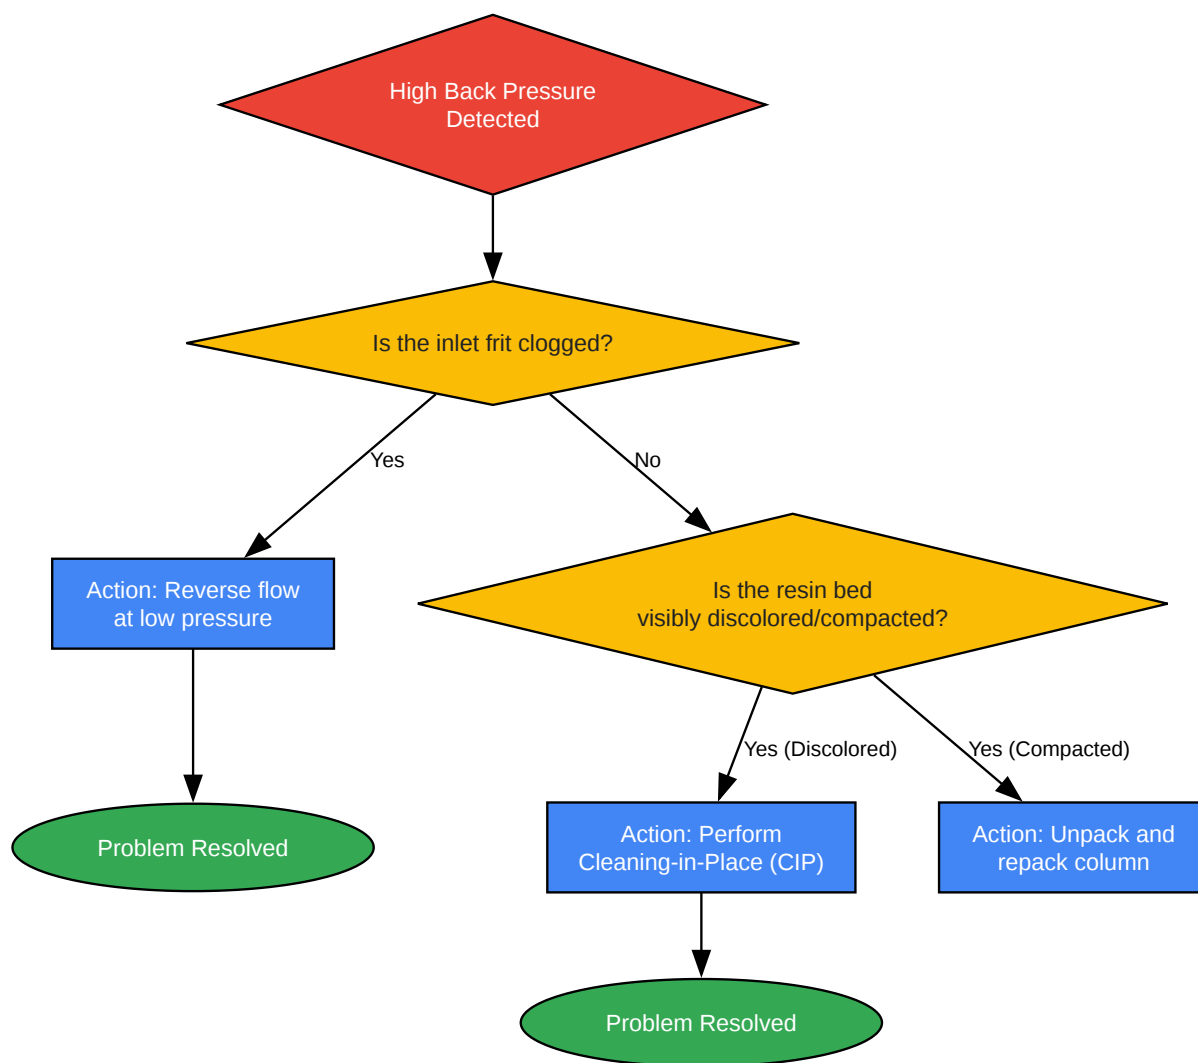 High Back Pressure
Detected
Is the inlet frit clogged?
Yes
No
Action: Reverse flow
at low pressure
Is the resin bed
visibly discolored/compacted?
Yes (Discolored)
Yes (Compacted)
Problem Resolved
Action: Perform
Cleaning-in-Place (CIP)
Action: Unpack and
repack column
Problem Resolved